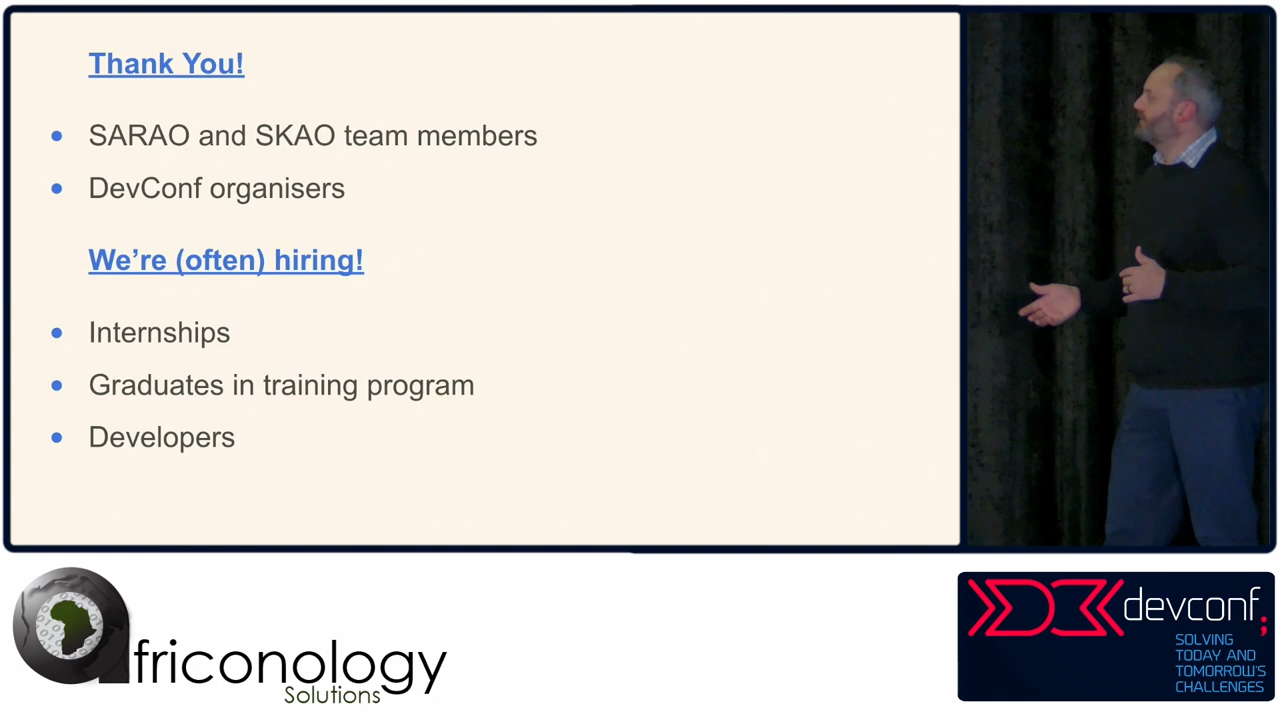 Thank You!
SARAO and SKAO team members
DevConf organisers
We're (often) hiring!
Internships
Graduates in training program
Developers
africonology
Solutions
devconf;
SOLVING
TODAY AND
TOMORROW'S
CHALLENGES